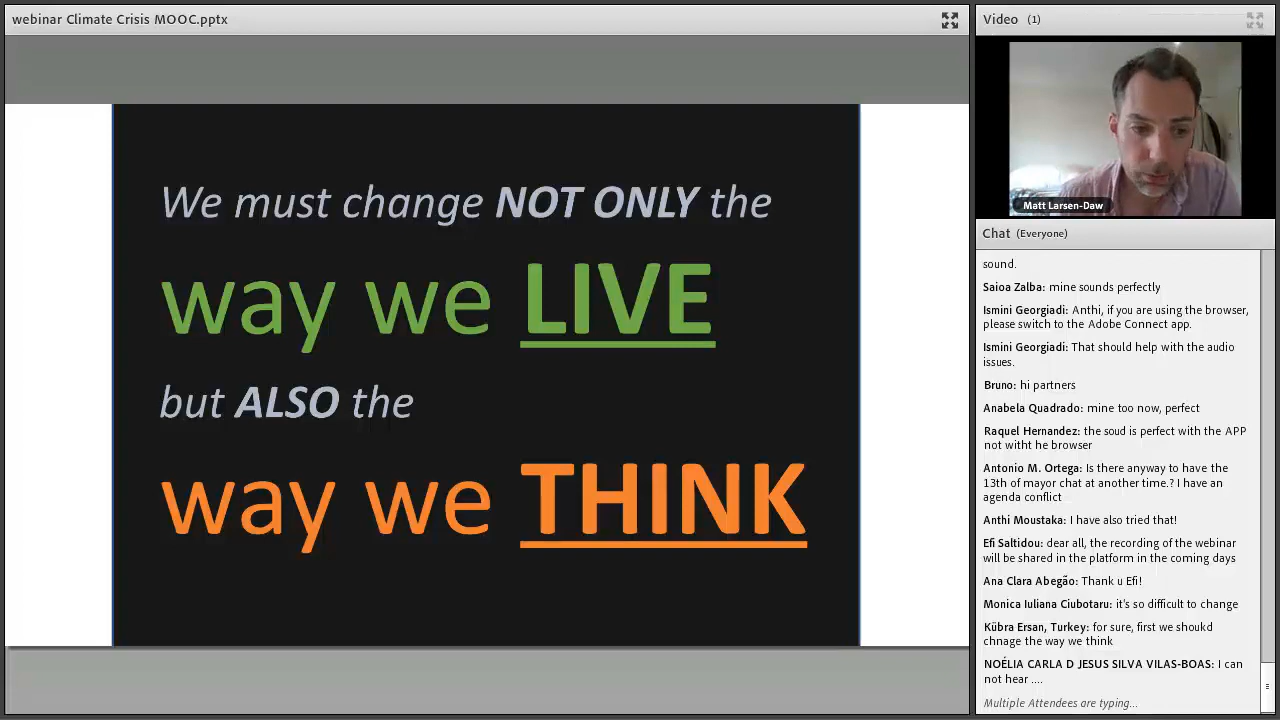 webinar Climate Crisis MOOC.pptx
We must change NOT ONLY the
way we LIVE
but ALSO the
way we THINK
Video (1)
Matt Larsen-Daw
Chat (Everyone)
sound.
Saioa Zalba: mine sounds perfectly
Ismini Georgiadi: Anthi, if you are using the browser,
please switch to the Adobe Connect app.
Ismini Georgiadi: That should help with the audio
issues.
Bruno: hi partners
Anabela Quadrado: mine too now, perfect
Raquel Hernandez: the soud is perfect with the APP
not witht he browser
Antonio M. Ortega: Is there anyway to have the
13th of mayor chat at another time.? I have an
agenda conflict
Anthi Moustaka: I have also tried that!
Efi Saltidou: dear all, the recording of the webinar
will be shared in the platform in the coming days
Ana Clara Abegão: Thank u Efi!
Monica Iuliana Ciubotaru: it's so difficult to change
Kübra Ersan, Turkey: for sure, first we shoukd
chnage the way we think
NOÉLIA CARLA D JESUS SILVA VILAS-BOAS: I can
not hear ....
Multiple Attendees are typing...